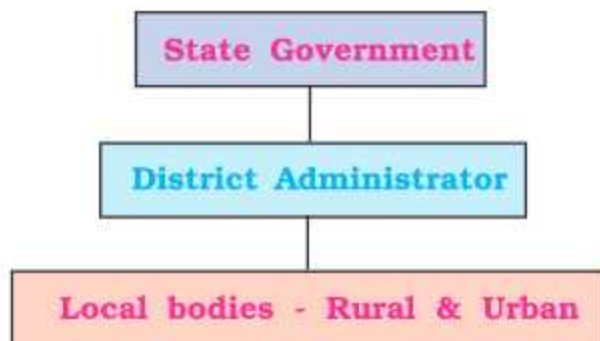 State Government
District Administrator
Local bodies - Rural & Urban